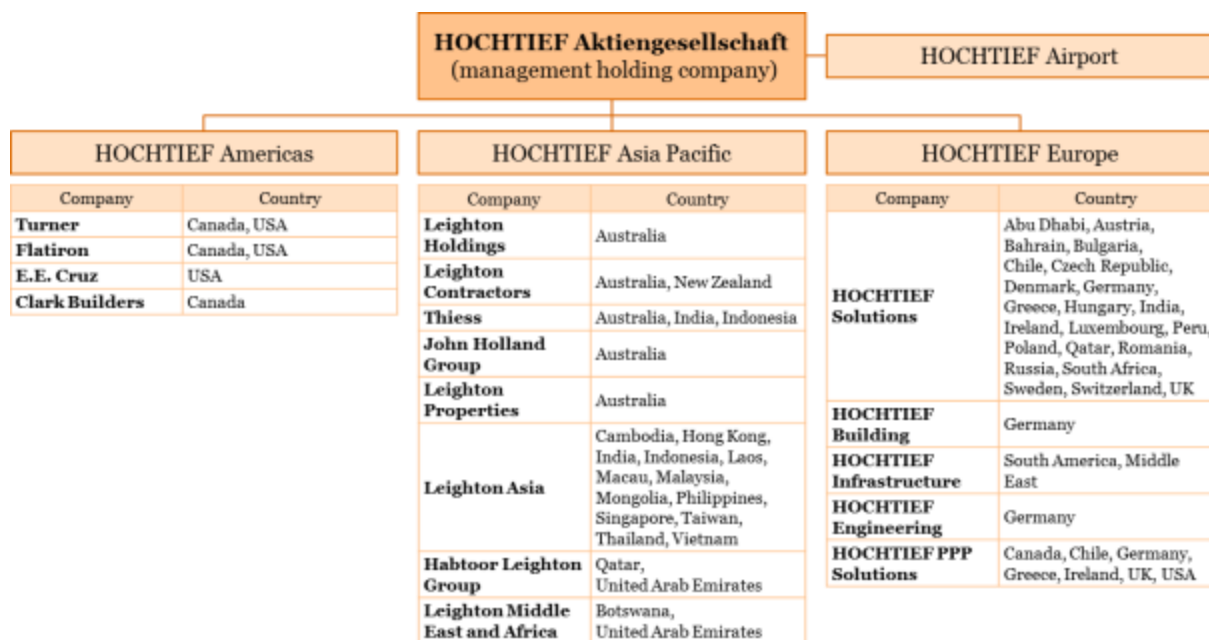 HOCHTIEF Aktiengesellschaft
(management holding company)
HOCHTIEF Airport
HOCHTIEF Americas
Company Country
Turner Canada, USA
Flatiron Canada, USA
E.E. Cruz USA
Clark Builders Canada
HOCHTIEF Asia Pacific
Company Country
Leighton
Holdings
Australia
Leighton
Contractors
Australia, New Zealand
Thiess Australia, India, Indonesia
John Holland
Group
Australia
Leighton
Properties
Australia
Leighton Asia
Cambodia, Hong Kong,
India, Indonesia, Laos,
Macau, Malaysia,
Mongolia, Philippines,
Singapore, Taiwan,
Thailand, Vietnam
Habtoor Leighton
Group
Qatar,
United Arab Emirates
Leighton Middle
East and Africa
Botswana,
United Arab Emirates
HOCHTIEF Europe
Company Country
HOCHTIEF
Solutions
Abu Dhabi, Austria,
Bahrain, Bulgaria,
Chile, Czech Republic,
Denmark, Germany,
Greece, Hungary, India,
Ireland, Luxembourg, Peru,
Poland, Qatar, Romania,
Russia, South Africa,
Sweden, Switzerland, UK
HOCHTIEF
Building
Germany
HOCHTIEF
Infrastructure
South America, Middle
East
HOCHTIEF
Engineering
Germany
HOCHTIEF PPP
Solutions
Canada, Chile, Germany,
Greece, Ireland, UK, USA